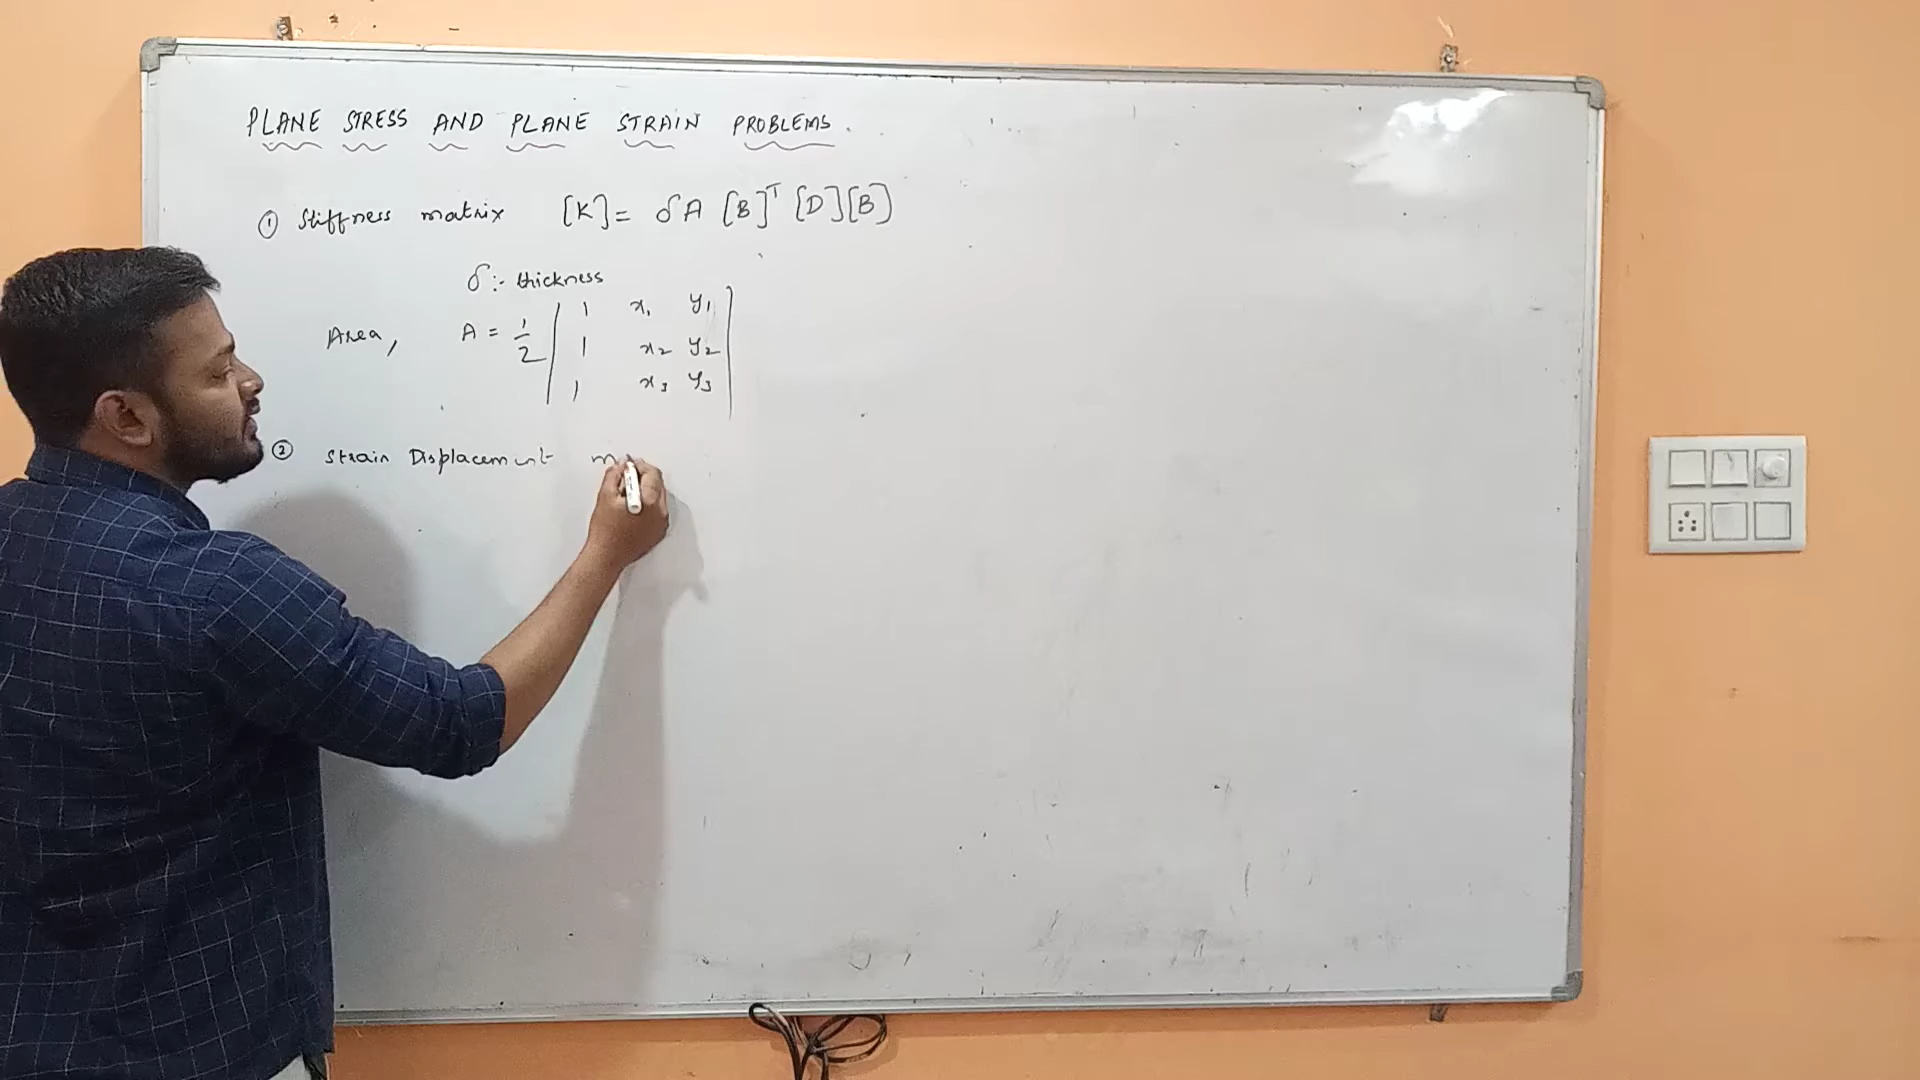 PLANE STRESS AND PLANE STRAIN PROBLEMS.
① Stiffness matrix [K] = δA [B]ᵀ [D][B]
δ :- thickness
Area, A = 1/2 | 1 x₁ y₁ |
| 1 x₂ y₂ |
| 1 x₃ y₃ |
② Strain Displacement m